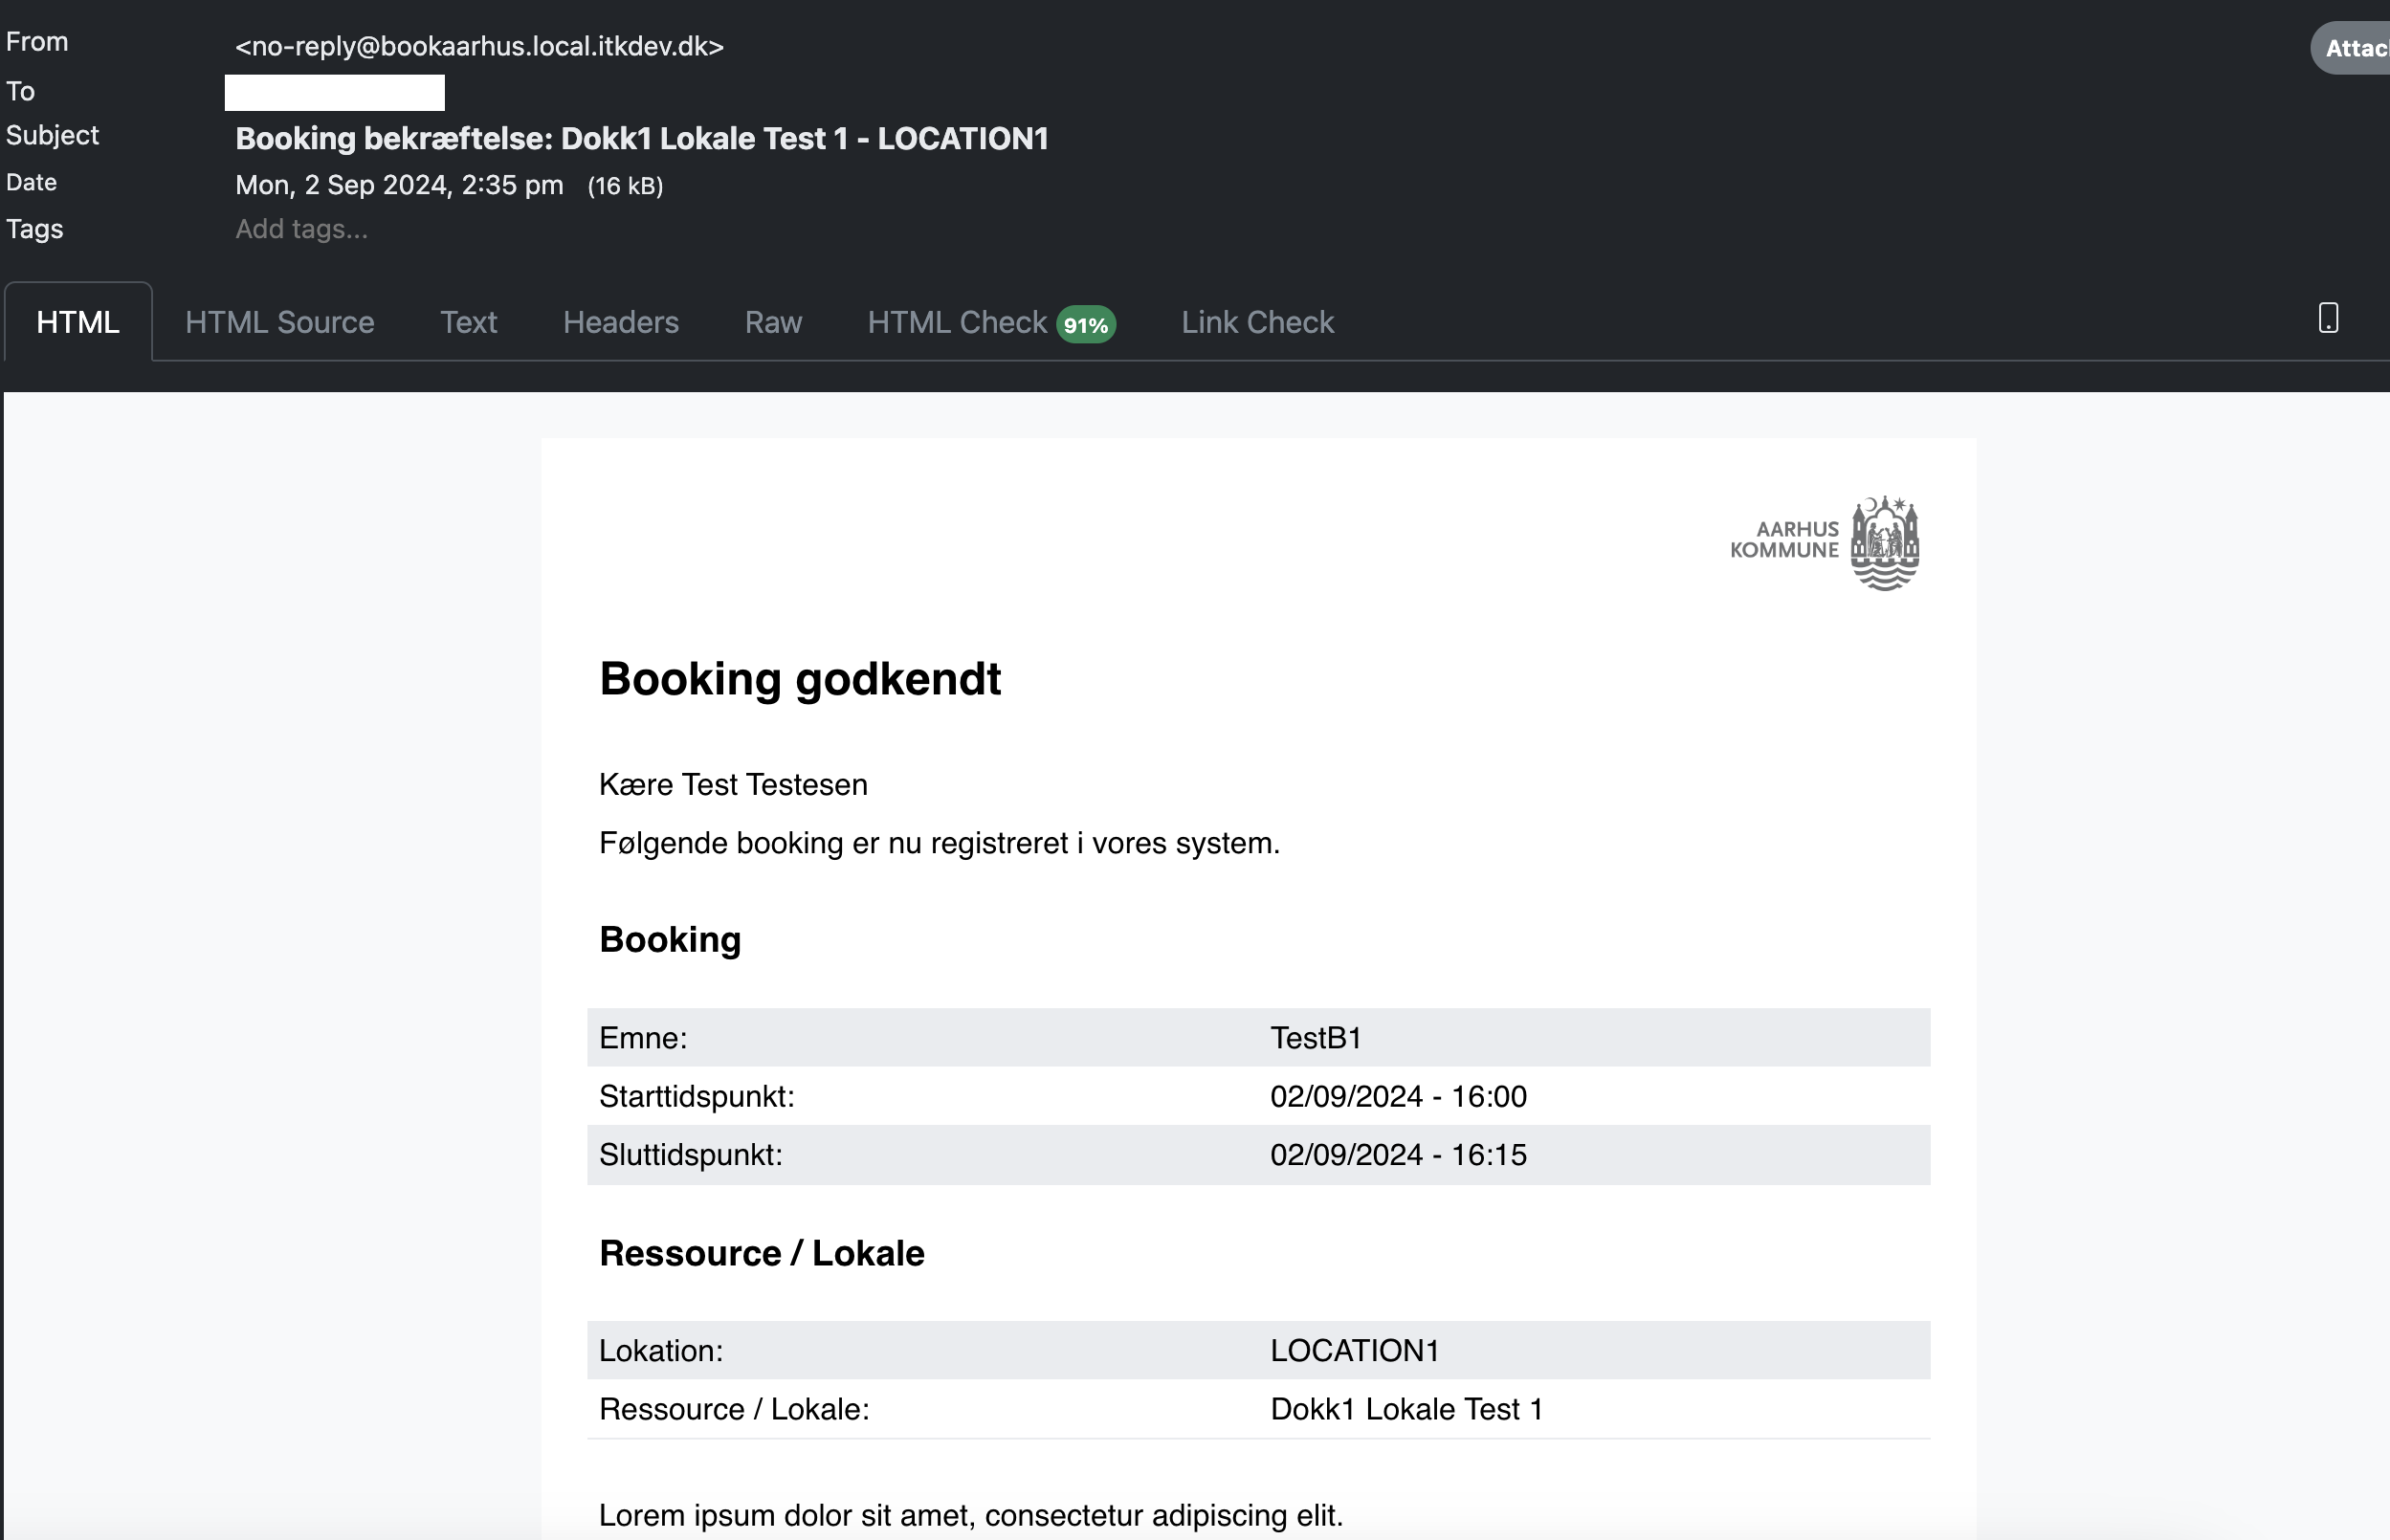 From <no-reply@bookaarhus.local.itkdev.dk>
To
Subject Booking bekræftelse: Dokk1 Lokale Test 1 - LOCATION1
Date Mon, 2 Sep 2024, 2:35 pm (16 kB)
Tags Add tags...
HTML HTML Source Text Headers Raw HTML Check 91% Link Check
AARHUS
KOMMUNE
Booking godkendt
Kære Test Testesen
Følgende booking er nu registreret i vores system.
Booking
Emne: TestB1
Starttidspunkt: 02/09/2024 - 16:00
Sluttidspunkt: 02/09/2024 - 16:15
Ressource / Lokale
Lokation: LOCATION1
Ressource / Lokale: Dokk1 Lokale Test 1
Lorem ipsum dolor sit amet, consectetur adipiscing elit.